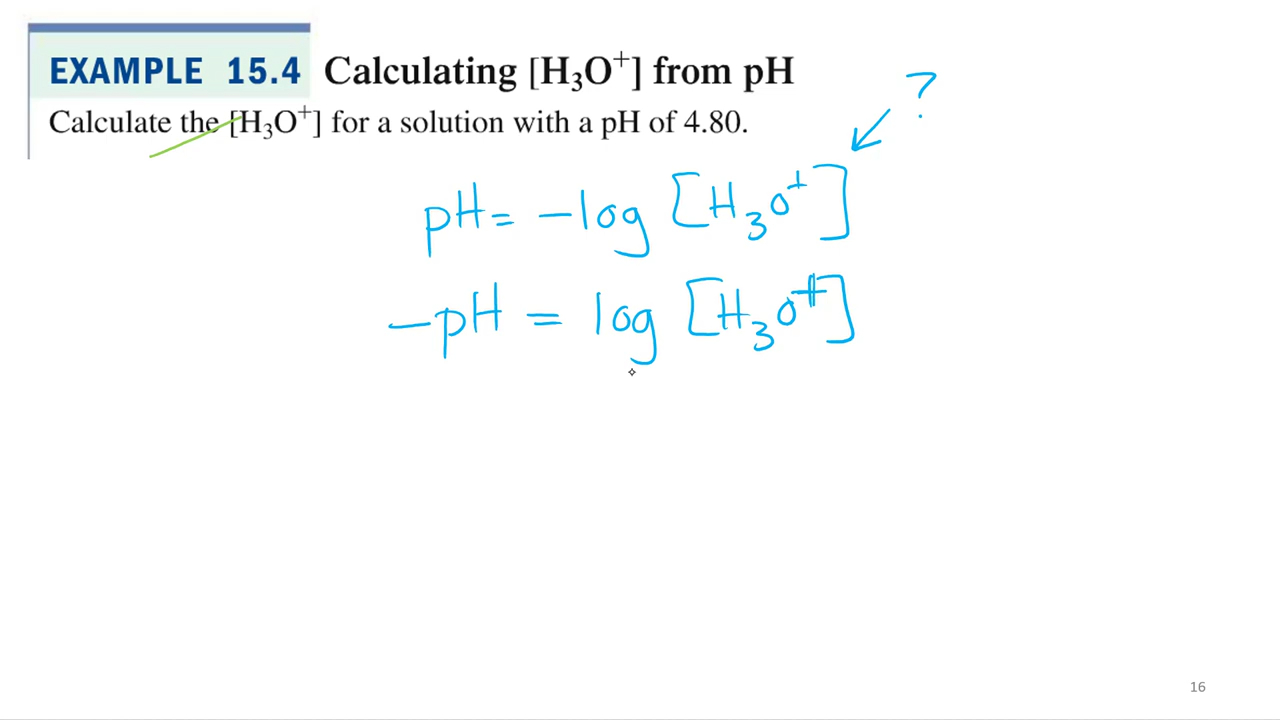 EXAMPLE 15.4 Calculating [H₃O⁺] from pH
Calculate the [H₃O⁺] for a solution with a pH of 4.80.
?
pH = -log [H₃O⁺]
-pH = log [H₃O⁺]
16